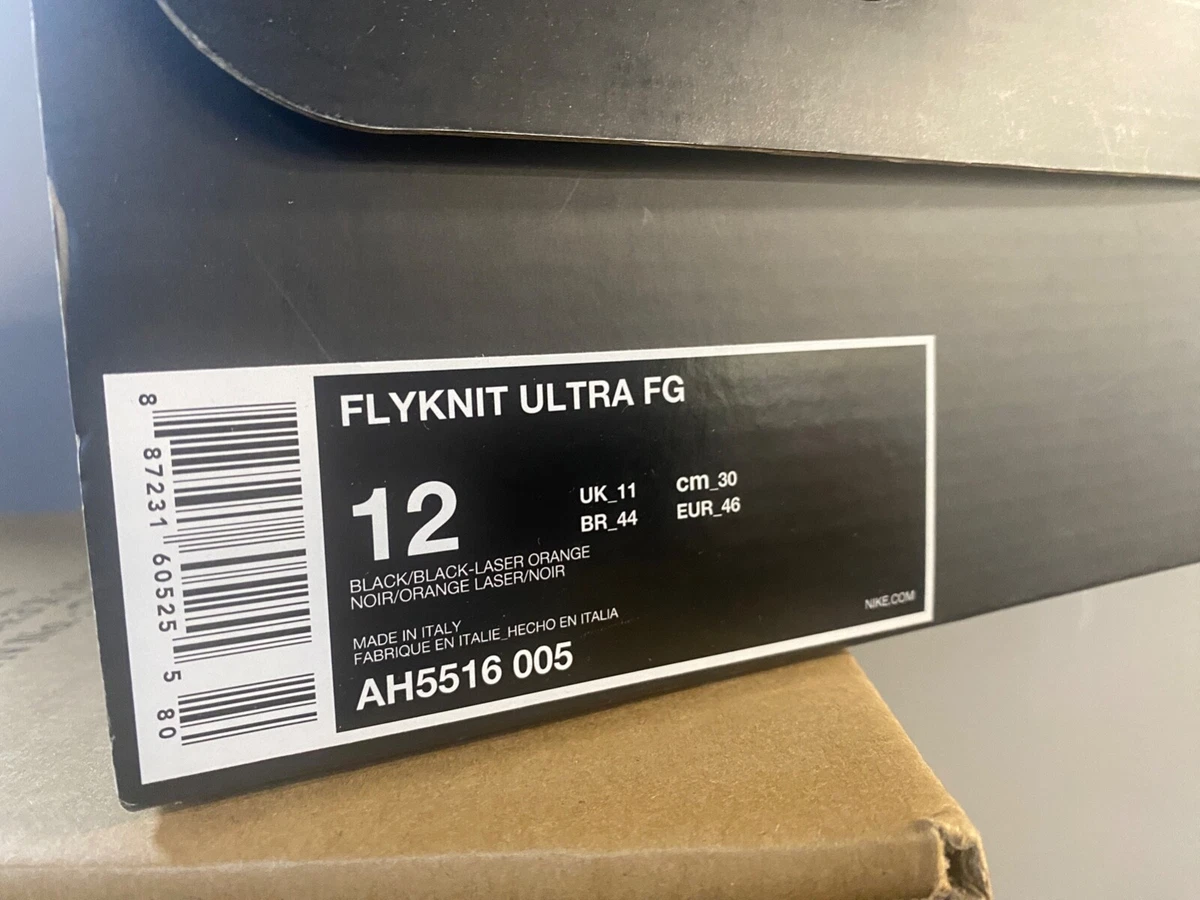 FLYKNIT ULTRA FG
12
UK_11 cm_30
BR_44 EUR_46
BLACK/BLACK-LASER ORANGE
NOIR/ORANGE LASER/NOIR
MADE IN ITALY
FABRIQUE EN ITALIE_HECHO EN ITALIA
AH5516 005
NIKE.COM
8 87231 60525 5 80